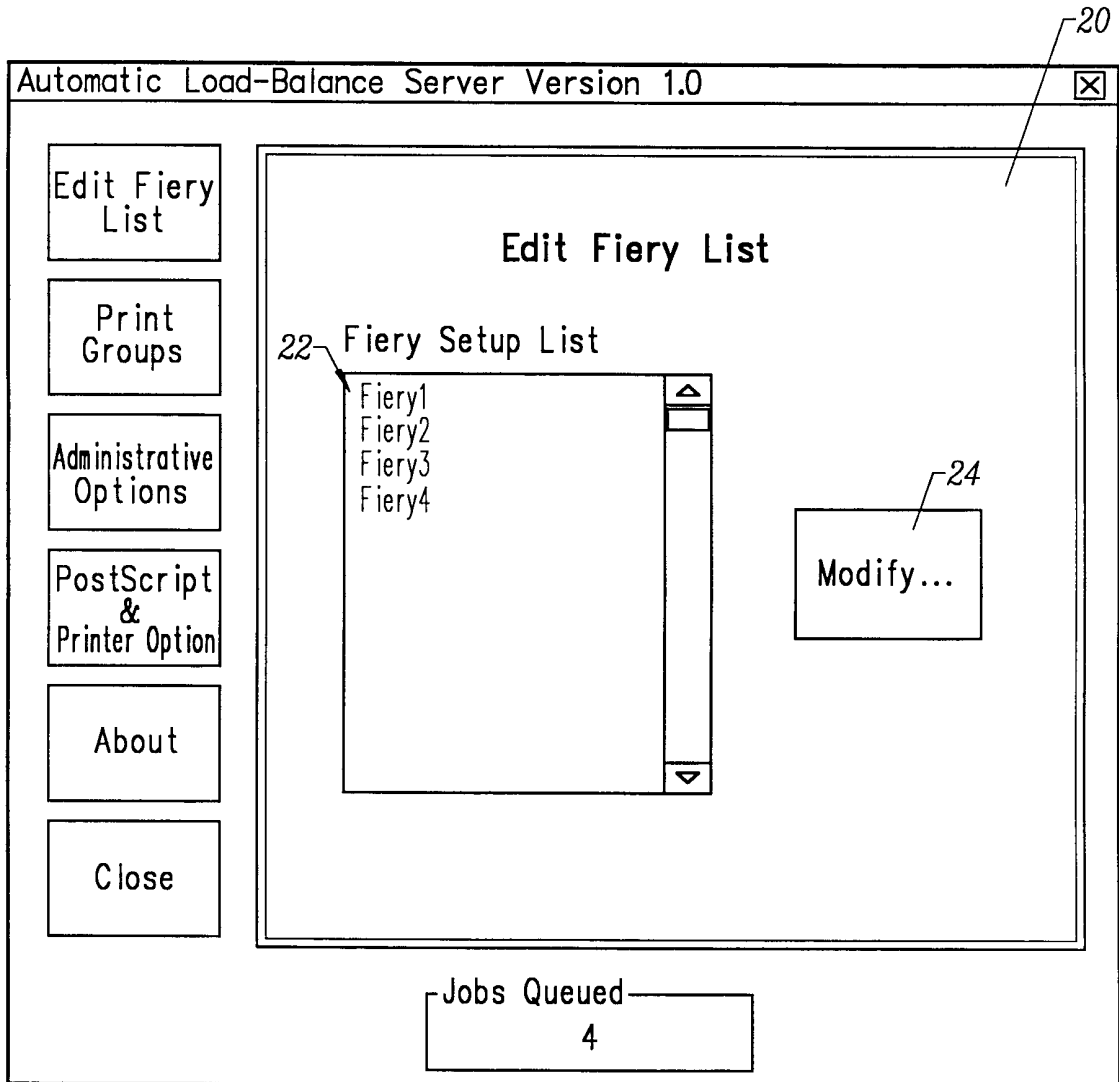 20
Automatic Load-Balance Server Version 1.0
Edit Fiery
List
Print
Groups
Administrative
Options
PostScript
&
Printer Option
About
Close
Edit Fiery List
22
Fiery Setup List
Fiery1
Fiery2
Fiery3
Fiery4
24
Modify...
Jobs Queued
4